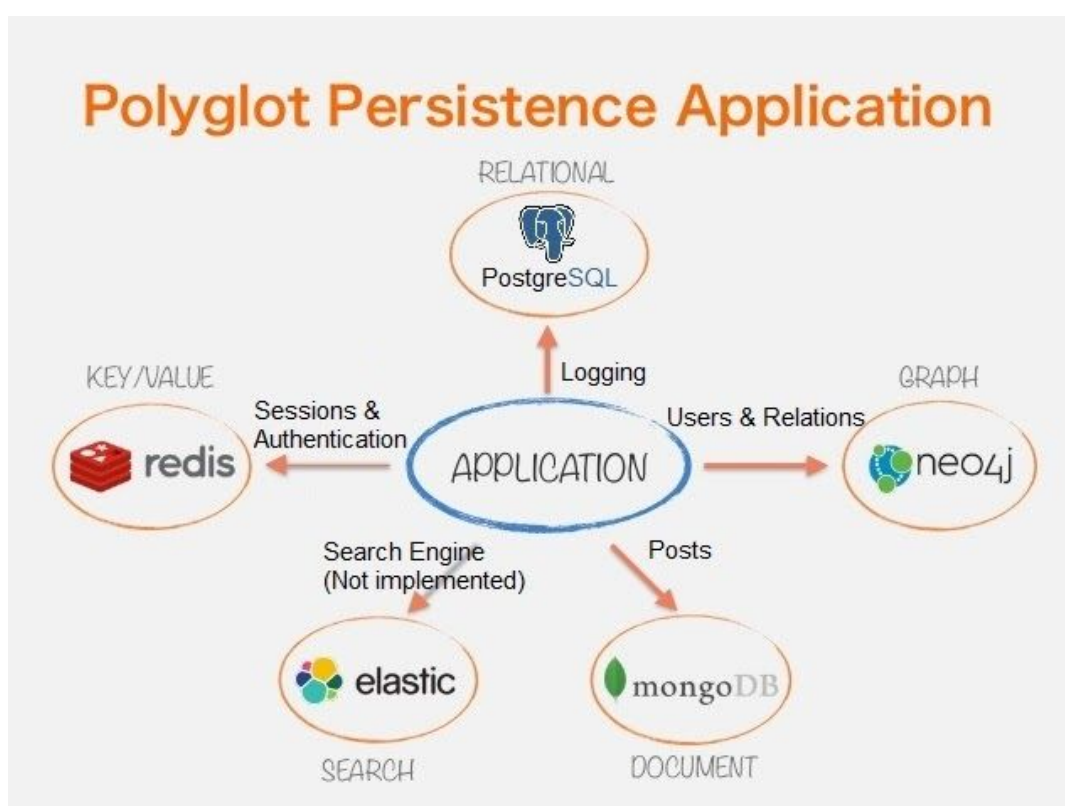 Polyglot Persistence Application
RELATIONAL
PostgreSQL
Logging
KEY/VALUE
Sessions &
Authentication
redis
APPLICATION
GRAPH
Users & Relations
neo4j
Search Engine
(Not implemented)
Posts
elastic
SEARCH
mongoDB
DOCUMENT